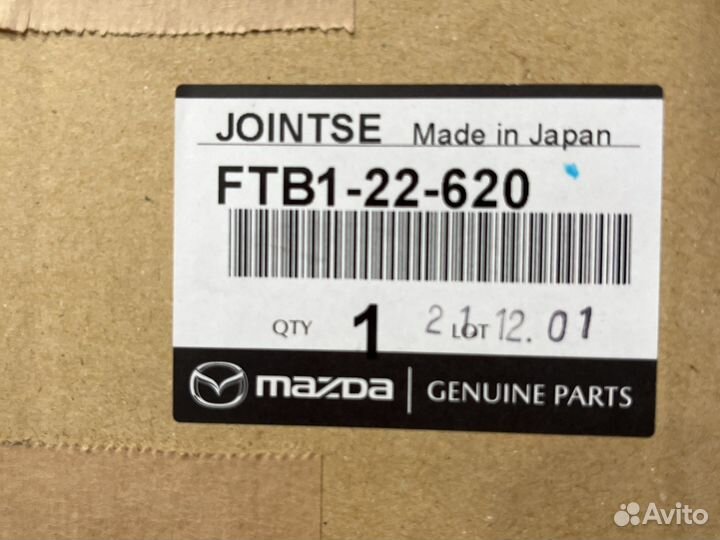 JOINTSE Made in Japan
FTB1-22-620
QTY 1 LOT 21.12.01
mazda GENUINE PARTS
Avito